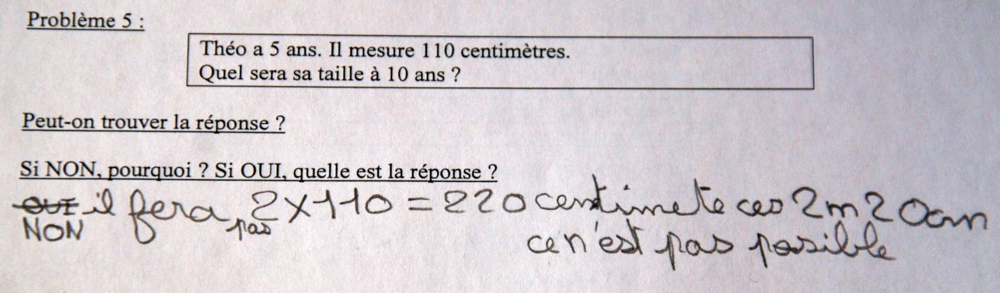 Problème 5 :
Théo a 5 ans. Il mesure 110 centimètres.
Quel sera sa taille à 10 ans ?
Peut-on trouver la réponse ?
Si NON, pourquoi ? Si OUI, quelle est la réponse ?
OUI il fera pas 2x110 = 220 centimete ces 2m20cm
NON ce n'est pas posible